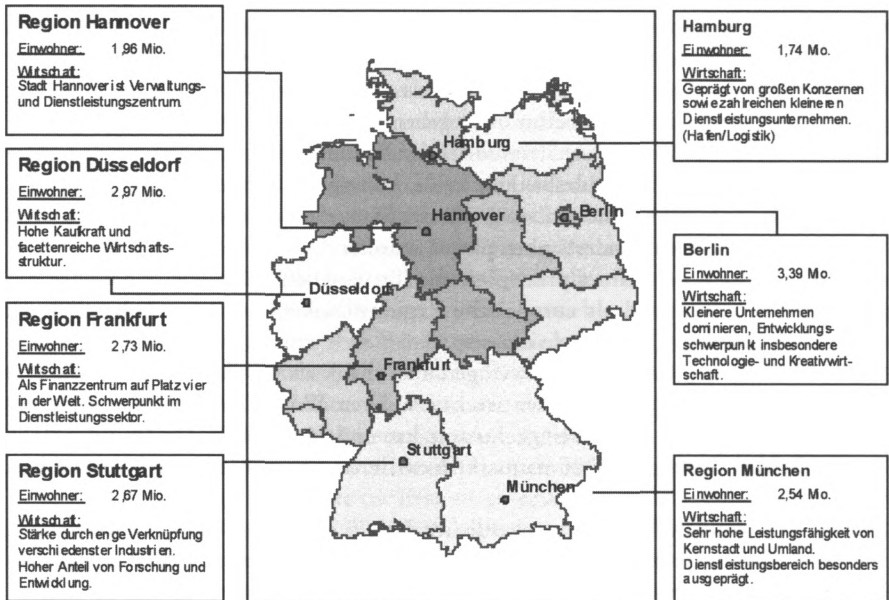 Region Hannover
Einwohner: 1,96 Mio.
Wirtschaft:
Stadt Hannover ist Verwaltungs-
und Dienstleistungszentrum.
Region Düsseldorf
Einwohner: 2,97 Mio.
Wirtschaft:
Hohe Kaufkraft und
facettenreiche Wirtschafts-
struktur.
Region Frankfurt
Einwohner: 2,73 Mio.
Wirtschaft:
Als Finanzzentrum auf Platz vier
in der Welt. Schwerpunkt im
Dienstleistungssektor.
Region Stuttgart
Einwohner: 2,67 Mio.
Wirtschaft:
Stärke durch enge Verknüpfung
verschiedenster Industrien.
Hoher Anteil von Forschung und
Entwicklung.
Hamburg
Hannover
Berlin
Düsseldorf
Frankfurt
Stuttgart
München
Hamburg
Einwohner: 1,74 Mio.
Wirtschaft:
Geprägt von großen Konzernen
sowie zahlreichen kleineren
Dienstleistungsunternehmen.
(Hafen/Logistik)
Berlin
Einwohner: 3,39 Mio.
Wirtschaft:
Kleinere Unternehmen
dominieren, Entwicklungs-
schwerpunkt insbesondere
Technologie- und Kreativwirt-
schaft.
Region München
Einwohner: 2,54 Mio.
Wirtschaft:
Sehr hohe Leistungsfähigkeit von
Kernstadt und Umland.
Dienstleistungsbereich besonders
ausgeprägt.